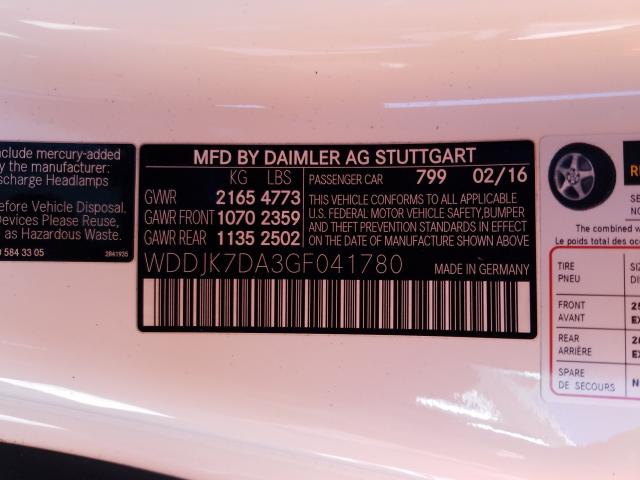 nclude mercury-added
y the manufacturer:
scharge Headlamps
efore Vehicle Disposal.
Devices Please Reuse,
as Hazardous Waste.
0 584 33 05
2841935
MFD BY DAIMLER AG STUTTGART
KG LBS
GVWR 2165 4773
GAWR FRONT 1070 2359
GAWR REAR 1135 2502
PASSENGER CAR 799 02/16
THIS VEHICLE CONFORMS TO ALL APPLICABLE
U.S. FEDERAL MOTOR VEHICLE SAFETY,BUMPER
AND THEFT PREVENTION STANDARDS IN EFFECT
ON THE DATE OF MANUFACTURE SHOWN ABOVE
WDDJK7DA3GF041780 MADE IN GERMANY
The combined w
Le poids total des oc
TIRE
PNEU
FRONT
AVANT
REAR
ARRIÈRE
SPARE
DE SECOURS